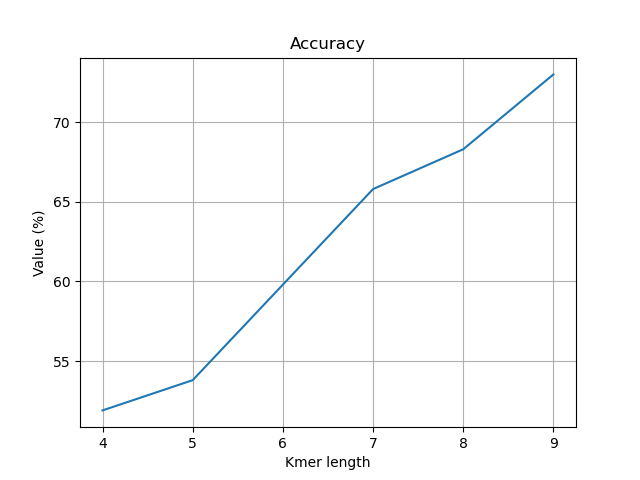 Accuracy
Value (%)
70
65
60
55
4 5 6 7 8 9
Kmer length